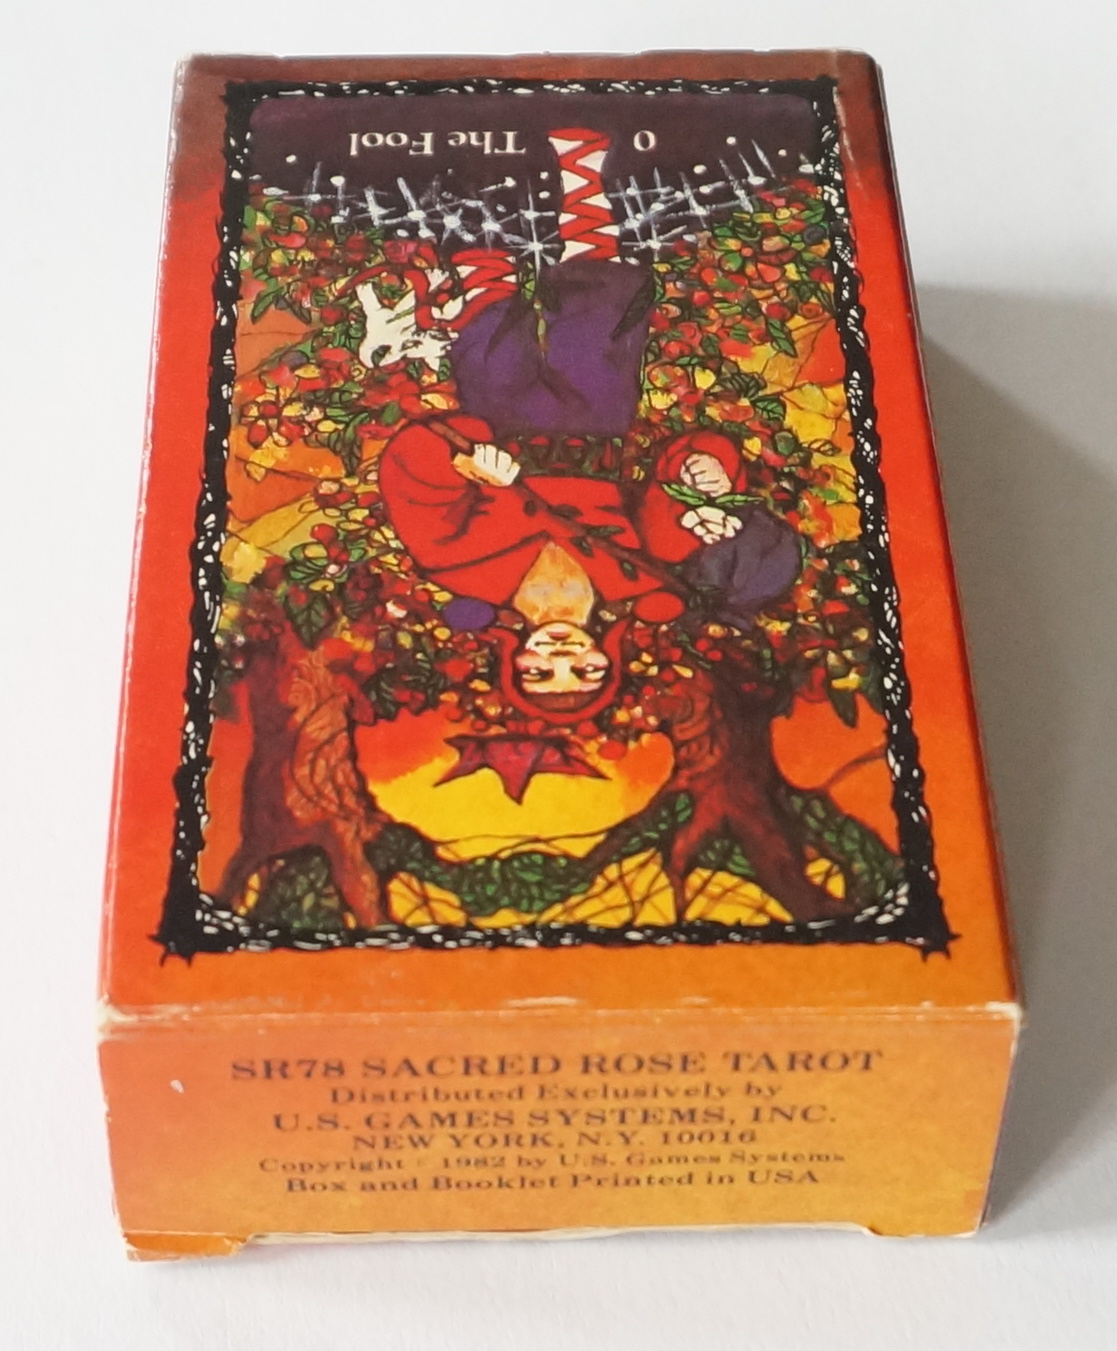 0 The Fool
SR78 SACRED ROSE TAROT
Distributed Exclusively by
U.S. GAMES SYSTEMS, INC.
NEW YORK, N.Y. 10016
Copyright © 1982 by U.S. Games Systems
Box and Booklet Printed in USA